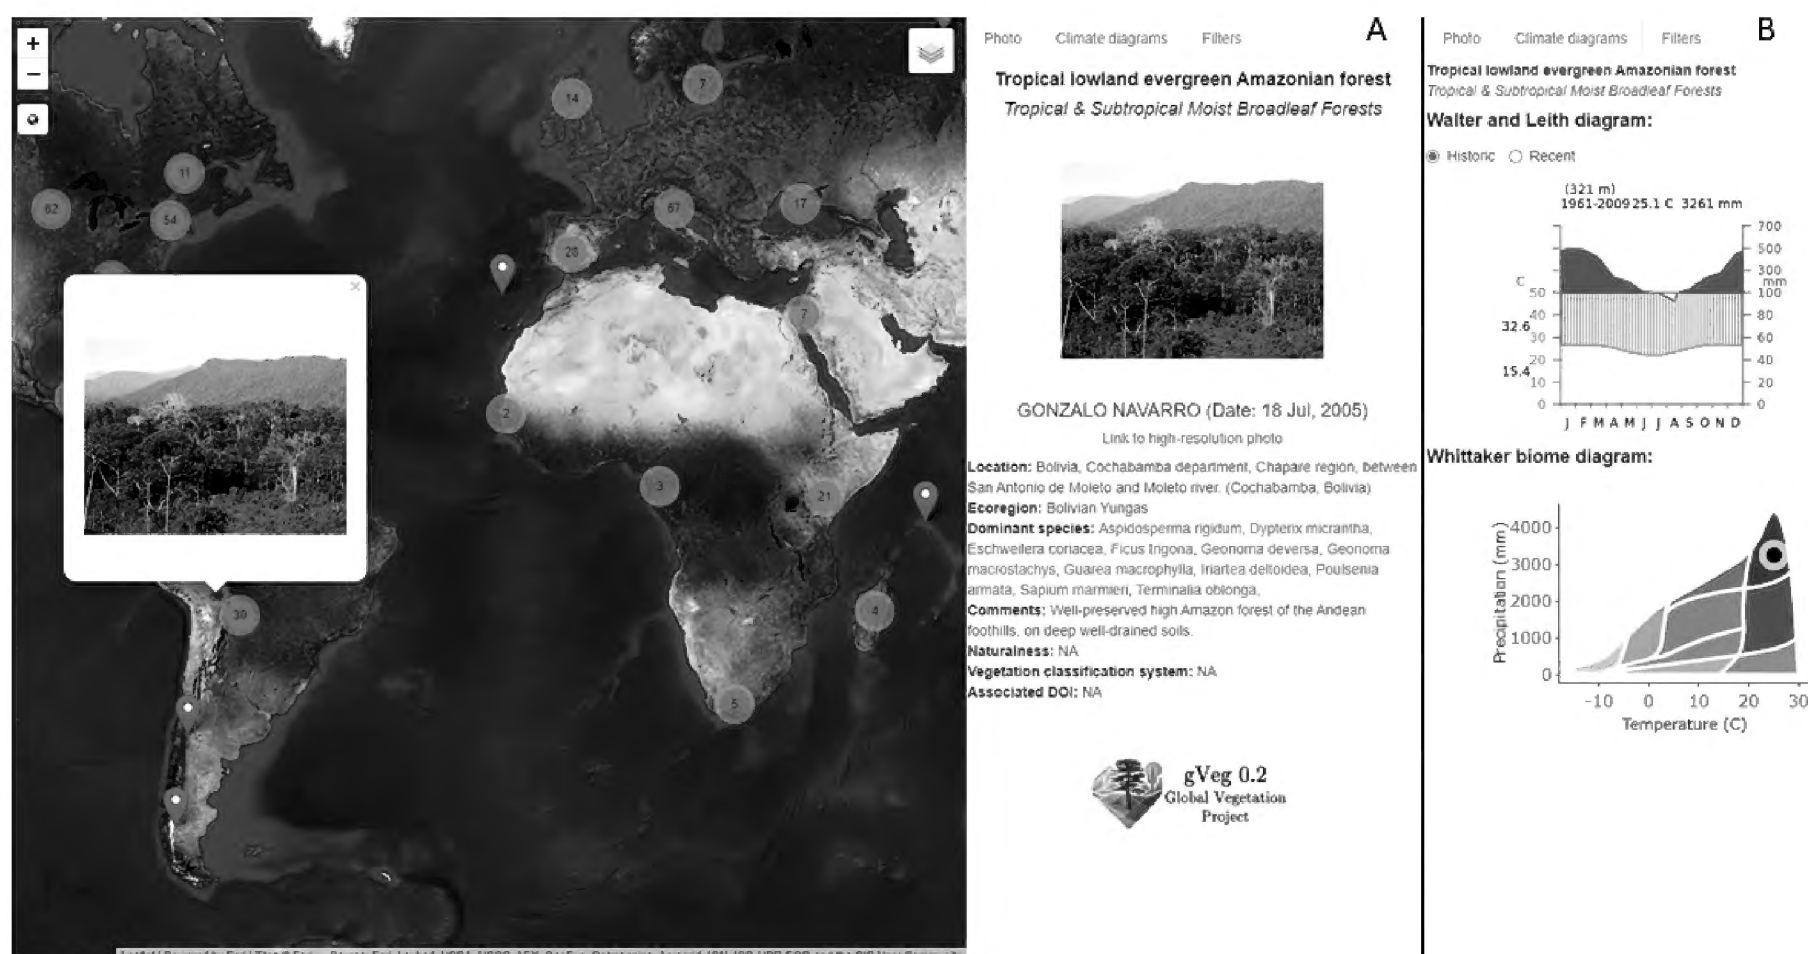 +
−
14
7
11
62
54
67
17
28
×
7
2
3
21
30
4
5
A
Photo Climate diagrams Filters
Tropical lowland evergreen Amazonian forest
Tropical & Subtropical Moist Broadleaf Forests
GONZALO NAVARRO (Date: 18 Jul, 2005)
Link to high-resolution photo
Location: Bolivia, Cochabamba department, Chapare region, between
San Antonio de Moleto and Moleto river. (Cochabamba, Bolivia)
Ecoregion: Bolivian Yungas
Dominant species: Aspidosperma rigidum, Dypterix micrantha,
Eschweilera coriacea, Ficus trigona, Geonoma deversa, Geonoma
macrostachys, Guarea macrophylla, Iriartea deltoidea, Poulsenia
armata, Sapium marmieri, Terminalia oblonga,
Comments: Well-preserved high Amazon forest of the Andean
foothills, on deep well-drained soils.
Naturalness: NA
Vegetation classification system: NA
Associated DOI: NA
gVeg 0.2
Global Vegetation
Project
B
Photo Climate diagrams Filters
Tropical lowland evergreen Amazonian forest
Tropical & Subtropical Moist Broadleaf Forests
Walter and Leith diagram:
Historic Recent
(321 m)
1961-2009 25.1 C 3261 mm
700
500
300
mm
C 50 100
40 80
32.6
30 60
20 40
15.4
10 20
0 0
J F M A M J J A S O N D
Whittaker biome diagram:
Precipitation (mm)
4000
3000
2000
1000
0
-10 0 10 20 30
Temperature (C)